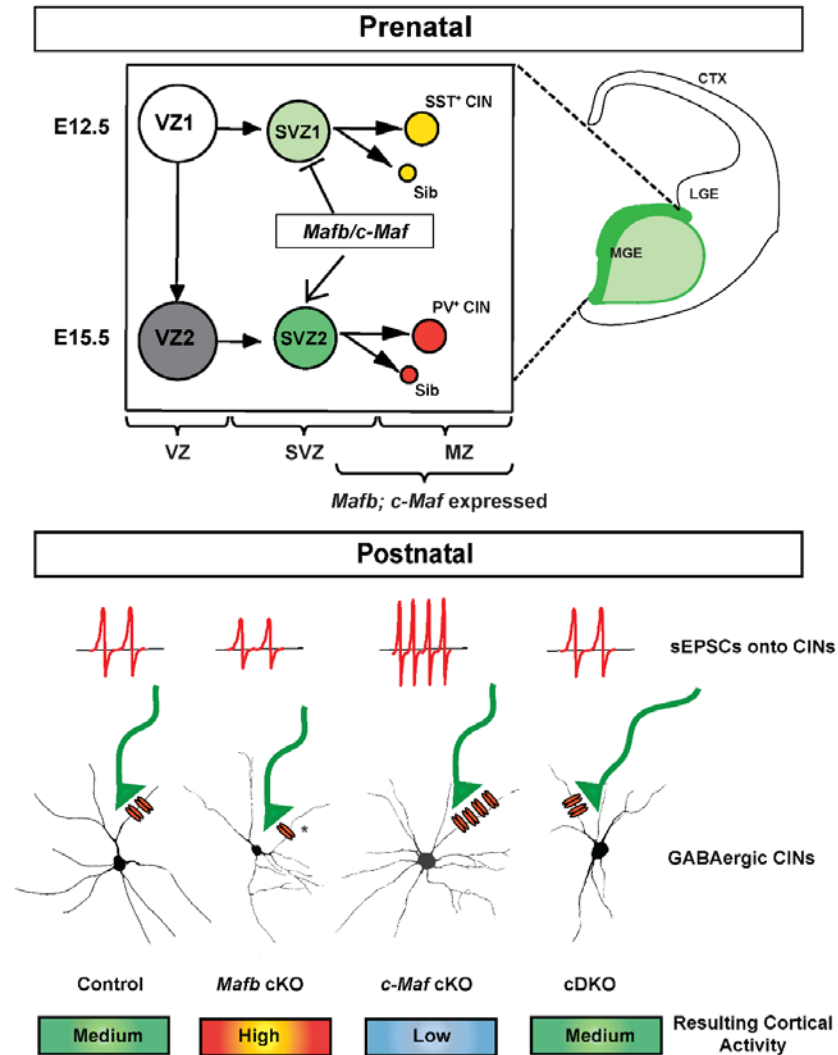 Prenatal
CTX
E12.5
VZ1
SVZ1
SST⁺ CIN
Sib
LGE
Mafb/c-Maf
MGE
PV⁺ CIN
E15.5
VZ2
SVZ2
Sib
VZ
SVZ
MZ
Mafb; c-Maf expressed
Postnatal
sEPSCs onto CINs
*
GABAergic CINs
Control
Mafb cKO
c-Maf cKO
cDKO
Medium
High
Low
Medium
Resulting Cortical
Activity